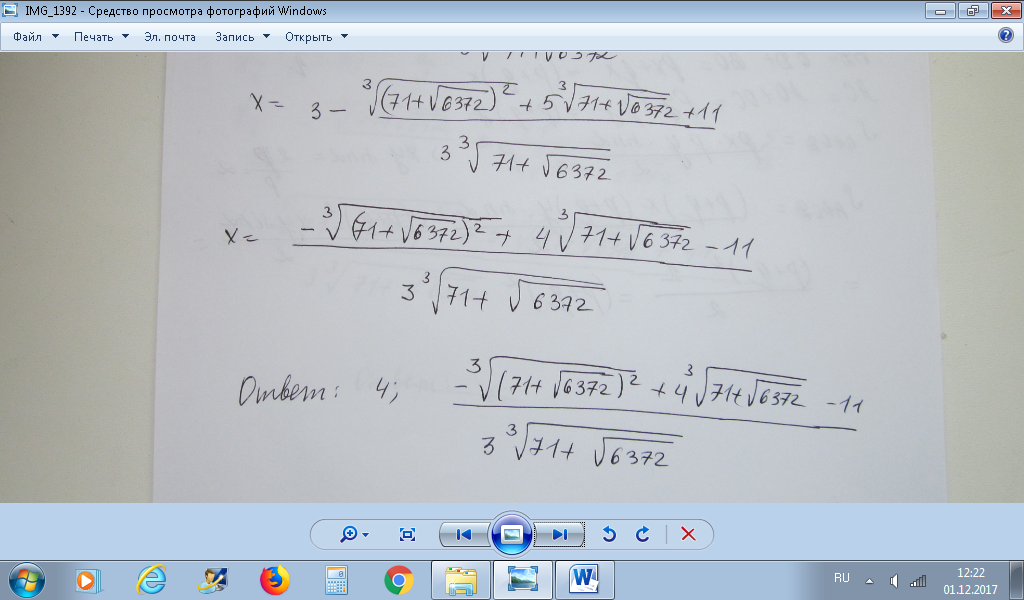 IMG_1392 - Средство просмотра фотографий Windows
Файл Печать Эл. почта Запись Открыть
x = 3 - (∛(71+√6372)² + 5∛(71+√6372) + 11) / (3∛(71+√6372))
x = (-∛(71+√6372)² + 4∛(71+√6372) - 11) / (3∛(71+√6372))
Ответ: 4; (-∛(71+√6372)² + 4∛(71+√6372) - 11) / (3∛(71+√6372))
RU
12:22
01.12.2017